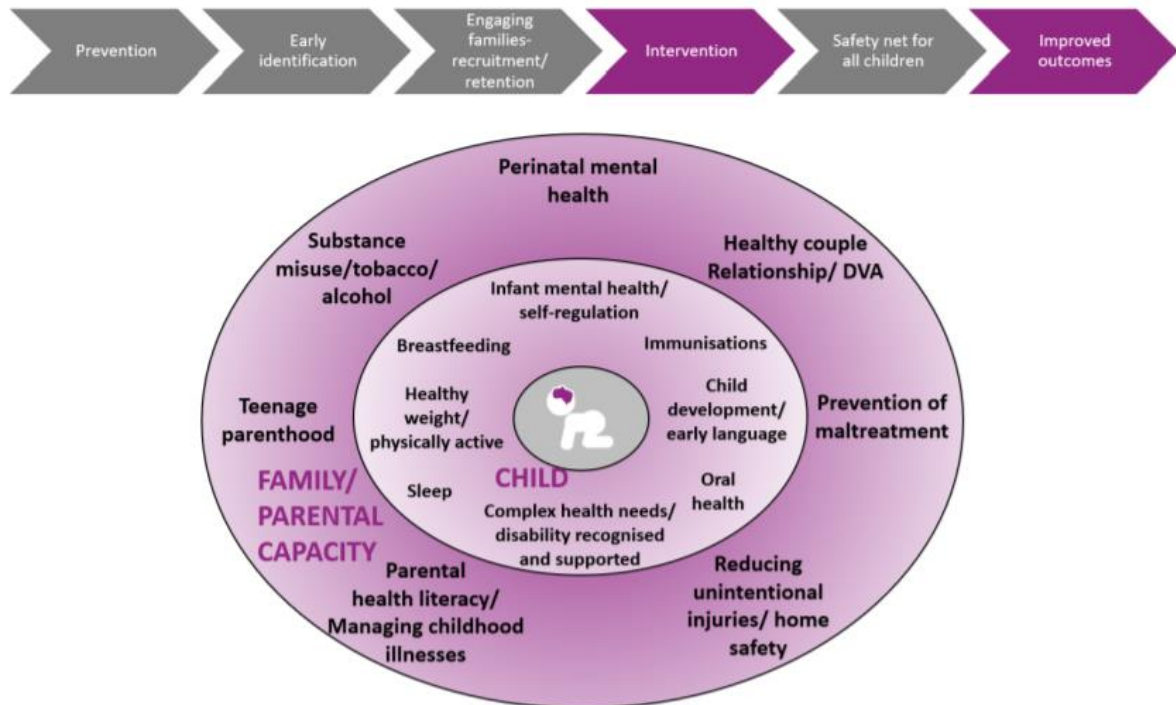 Prevention
Early
identification
Engaging
families-
recruitment/
retention
Intervention
Safety net for
all children
Improved
outcomes
Perinatal mental
health
Substance
misuse/tobacco/
alcohol
Healthy couple
Relationship/ DVA
Infant mental health/
self-regulation
Breastfeeding
Immunisations
Healthy
weight/
physically active
Child
development/
early language
Teenage
parenthood
Prevention of
maltreatment
FAMILY/
PARENTAL
CAPACITY
Sleep
CHILD
Oral
health
Complex health needs/
disability recognised
and supported
Parental
health literacy/
Managing childhood
illnesses
Reducing
unintentional
injuries/ home
safety